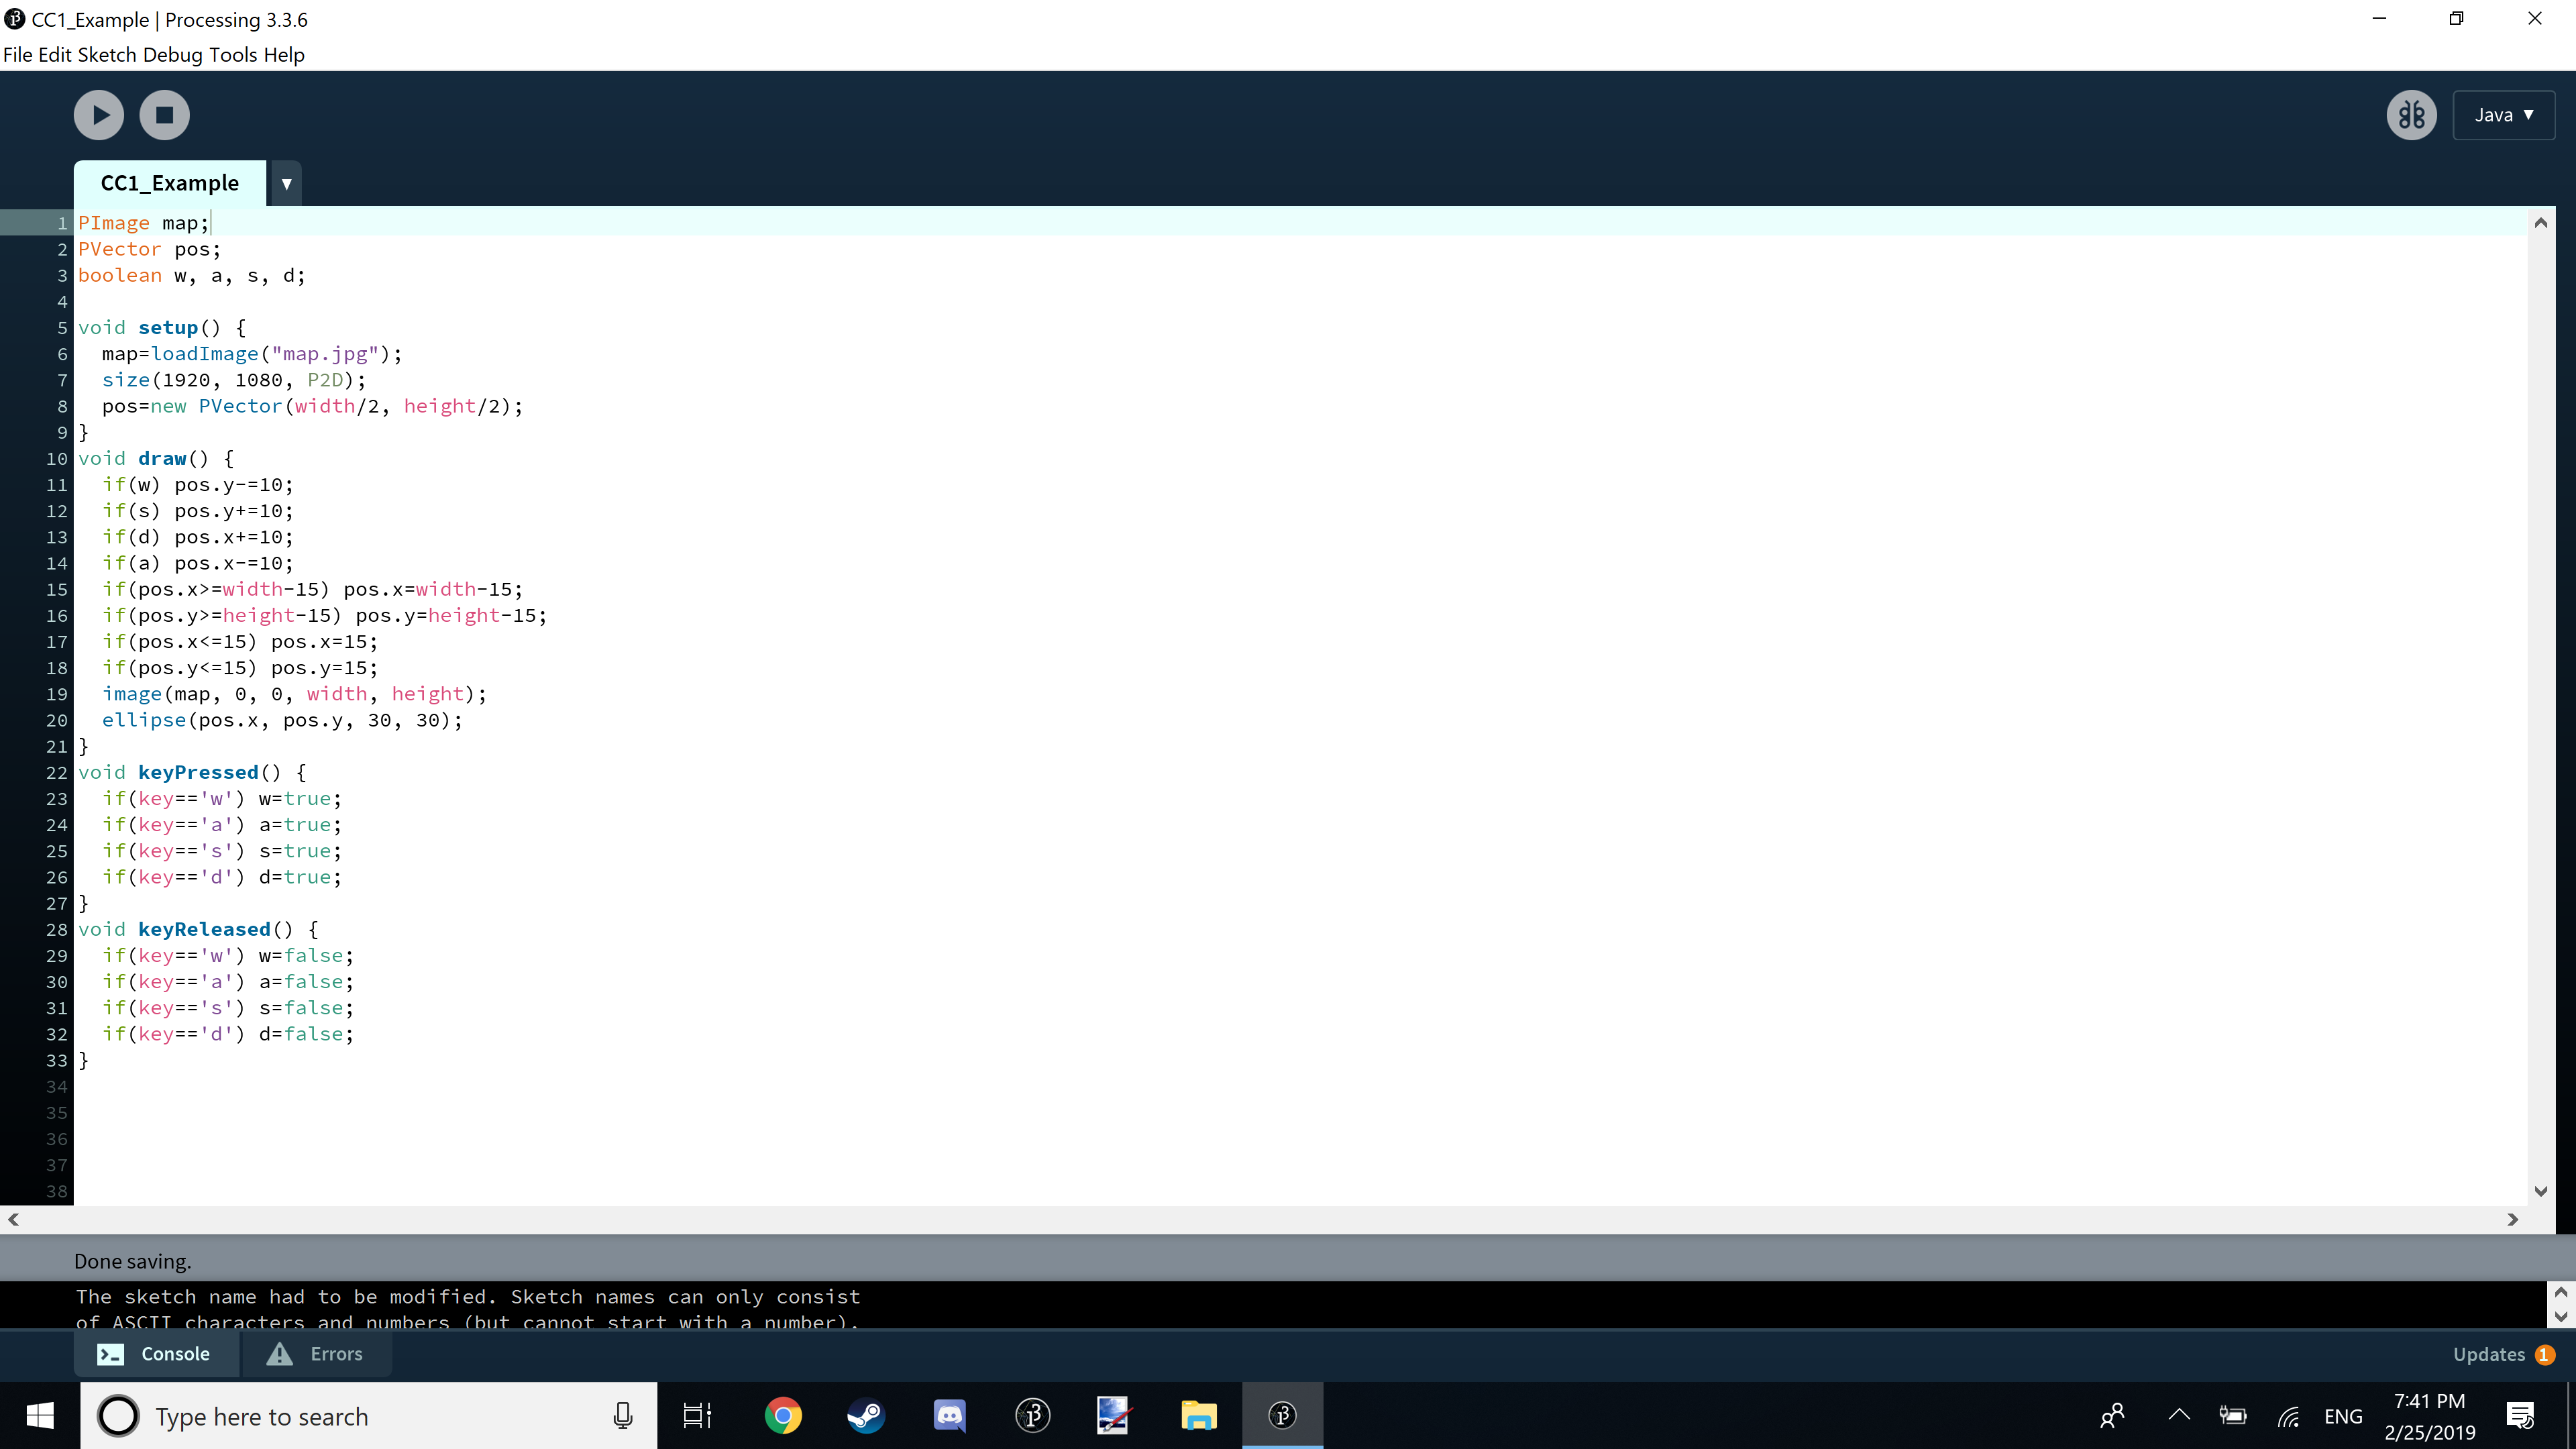 CC1_Example | Processing 3.3.6
File Edit Sketch Debug Tools Help
Java ▼
CC1_Example ▼
1 PImage map;
2 PVector pos;
3 boolean w, a, s, d;
4
5 void setup() {
6   map=loadImage("map.jpg");
7   size(1920, 1080, P2D);
8   pos=new PVector(width/2, height/2);
9 }
10 void draw() {
11   if(w) pos.y-=10;
12   if(s) pos.y+=10;
13   if(d) pos.x+=10;
14   if(a) pos.x-=10;
15   if(pos.x>=width-15) pos.x=width-15;
16   if(pos.y>=height-15) pos.y=height-15;
17   if(pos.x<=15) pos.x=15;
18   if(pos.y<=15) pos.y=15;
19   image(map, 0, 0, width, height);
20   ellipse(pos.x, pos.y, 30, 30);
21 }
22 void keyPressed() {
23   if(key=='w') w=true;
24   if(key=='a') a=true;
25   if(key=='s') s=true;
26   if(key=='d') d=true;
27 }
28 void keyReleased() {
29   if(key=='w') w=false;
30   if(key=='a') a=false;
31   if(key=='s') s=false;
32   if(key=='d') d=false;
33 }
34
35
36
37
38
Done saving.
The sketch name had to be modified. Sketch names can only consist
of ASCII characters and numbers (but cannot start with a number).
Console Errors Updates 1
Type here to search
ENG
7:41 PM
2/25/2019